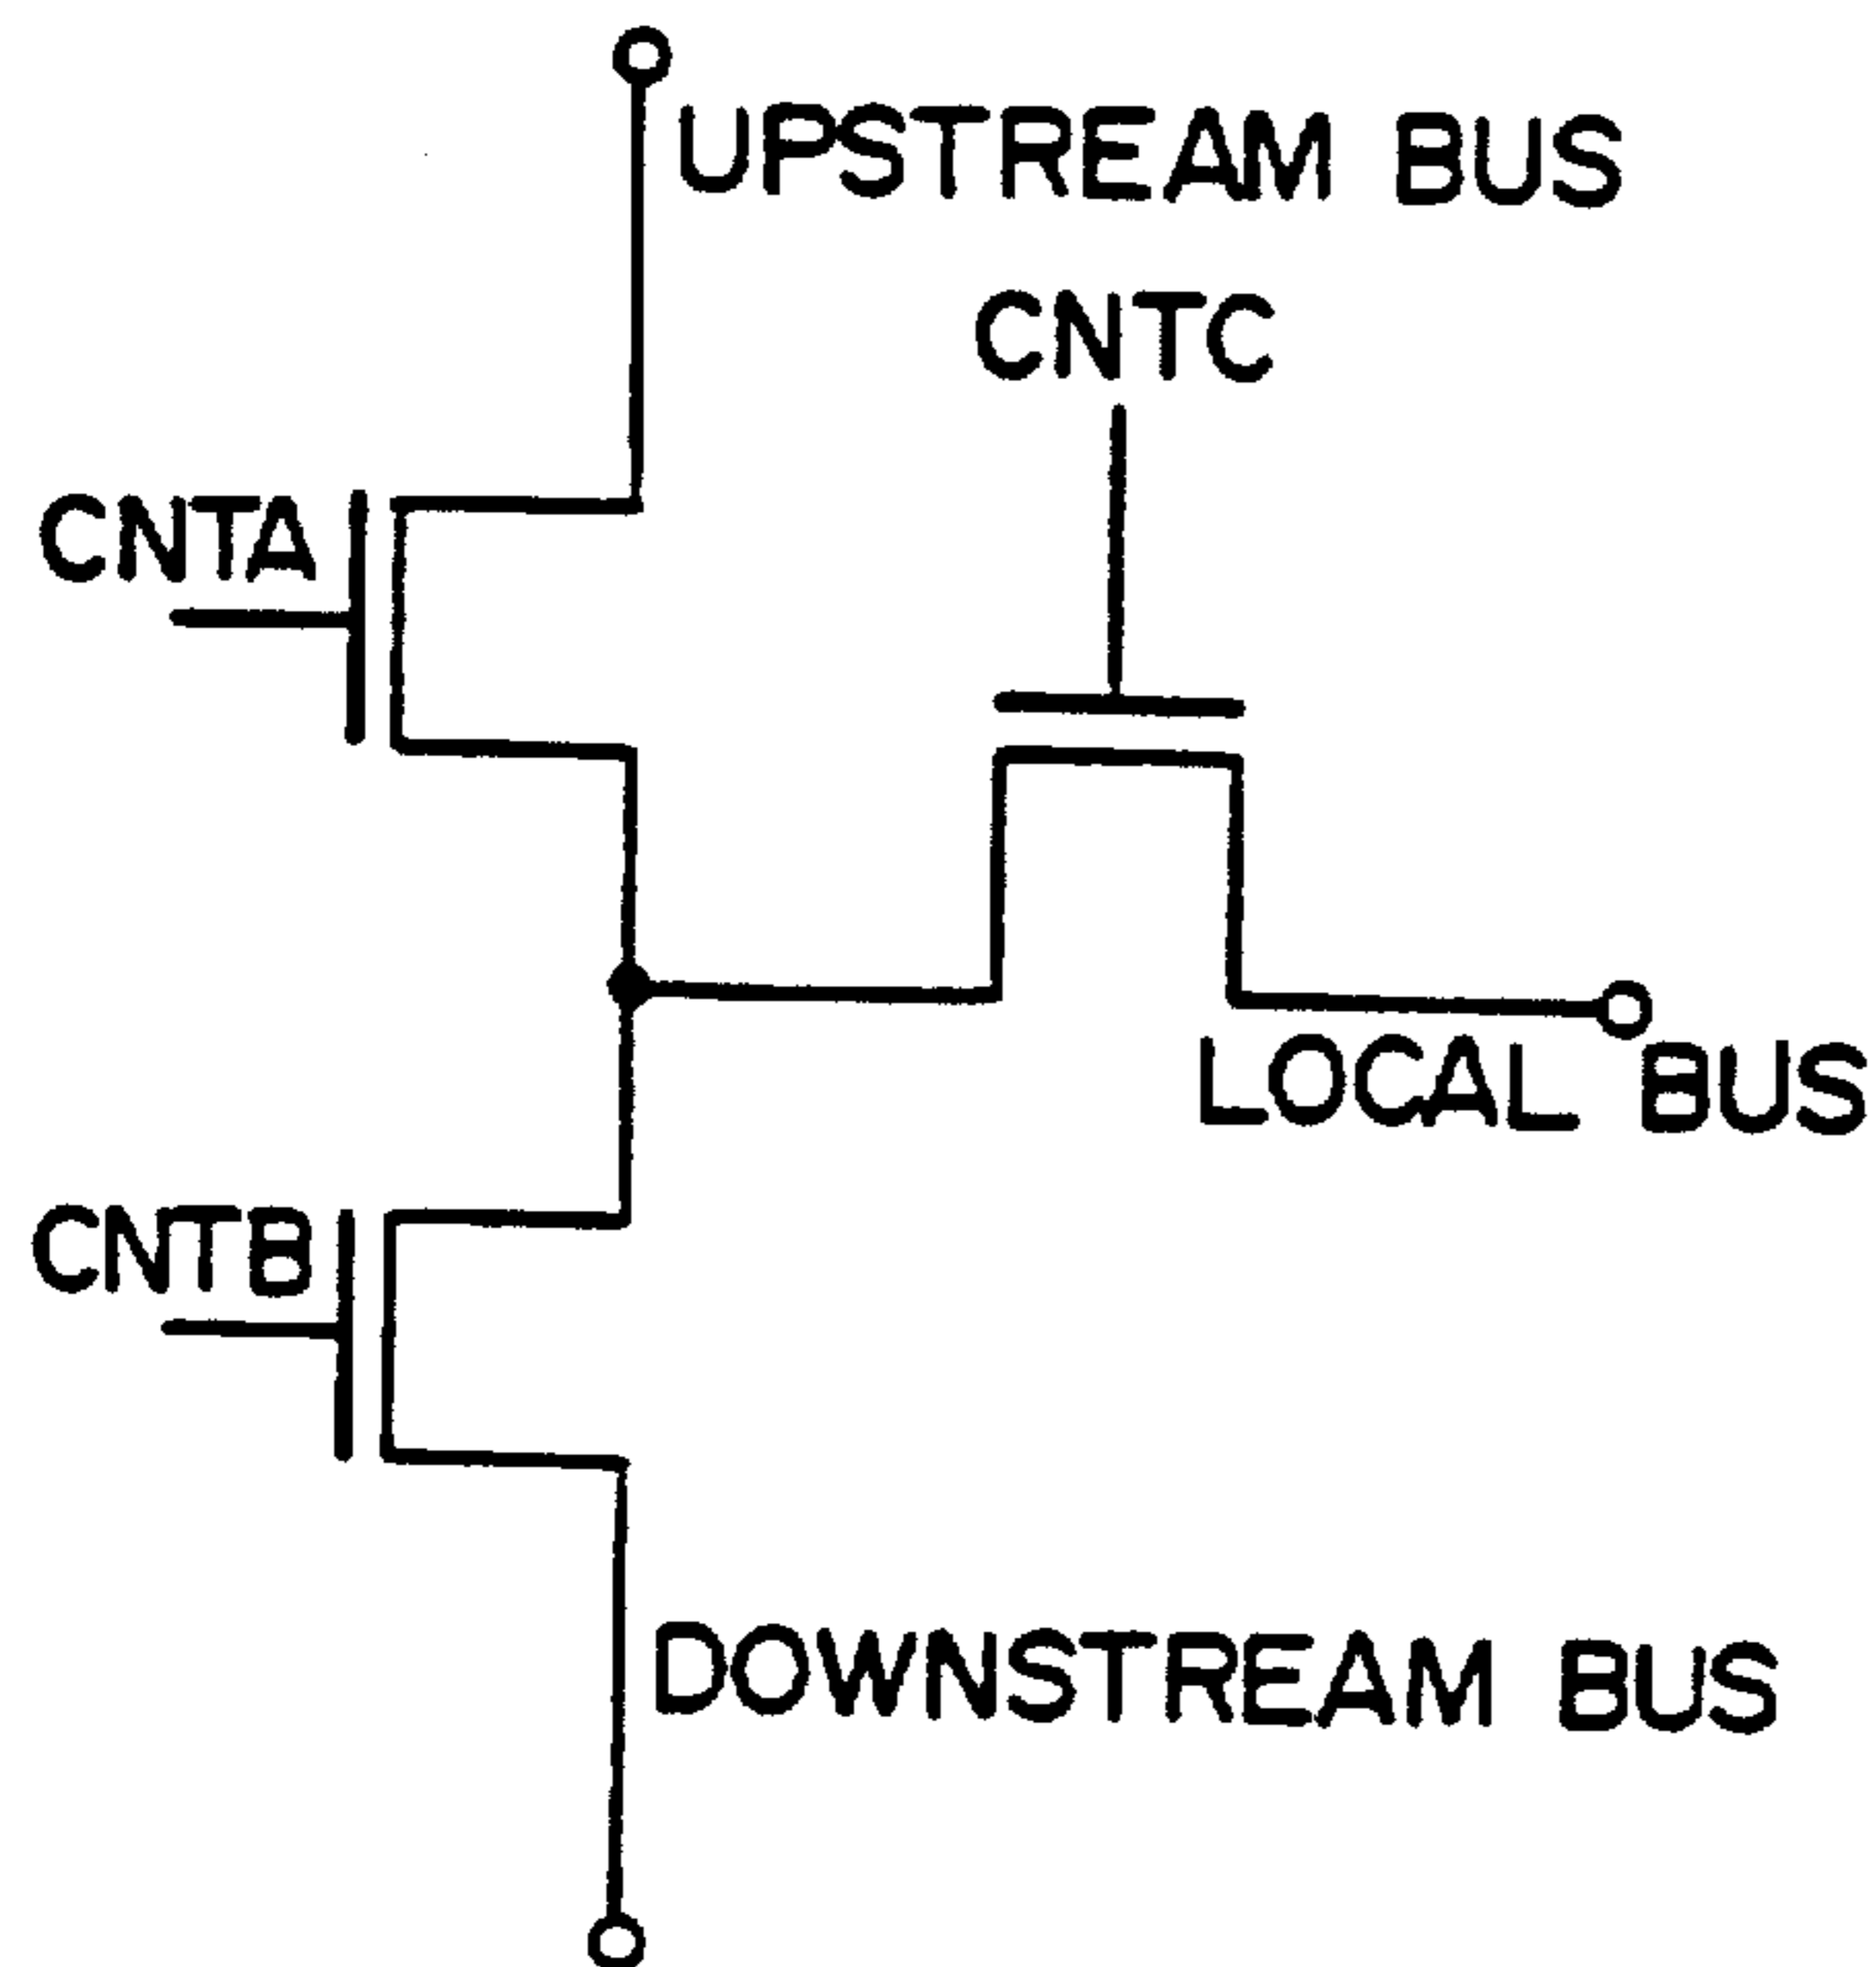 UPSTREAM BUS
CNTC
CNTA
LOCAL BUS
CNTB
DOWNSTREAM BUS